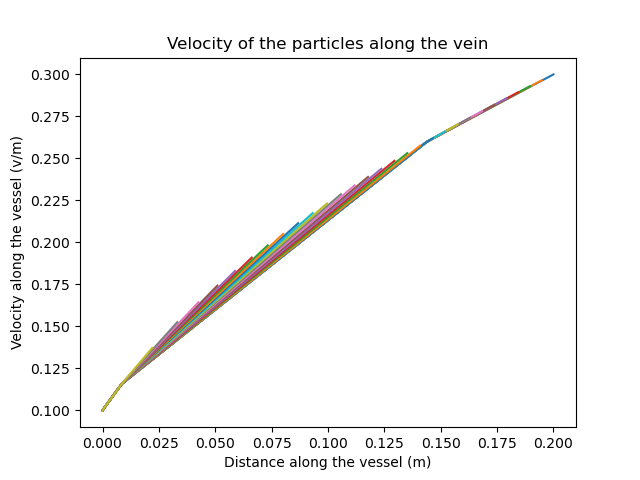 Velocity of the particles along the vein
0.300
0.275
0.250
0.225
0.200
0.175
0.150
0.125
0.100
Velocity along the vessel (v/m)
0.000 0.025 0.050 0.075 0.100 0.125 0.150 0.175 0.200
Distance along the vessel (m)